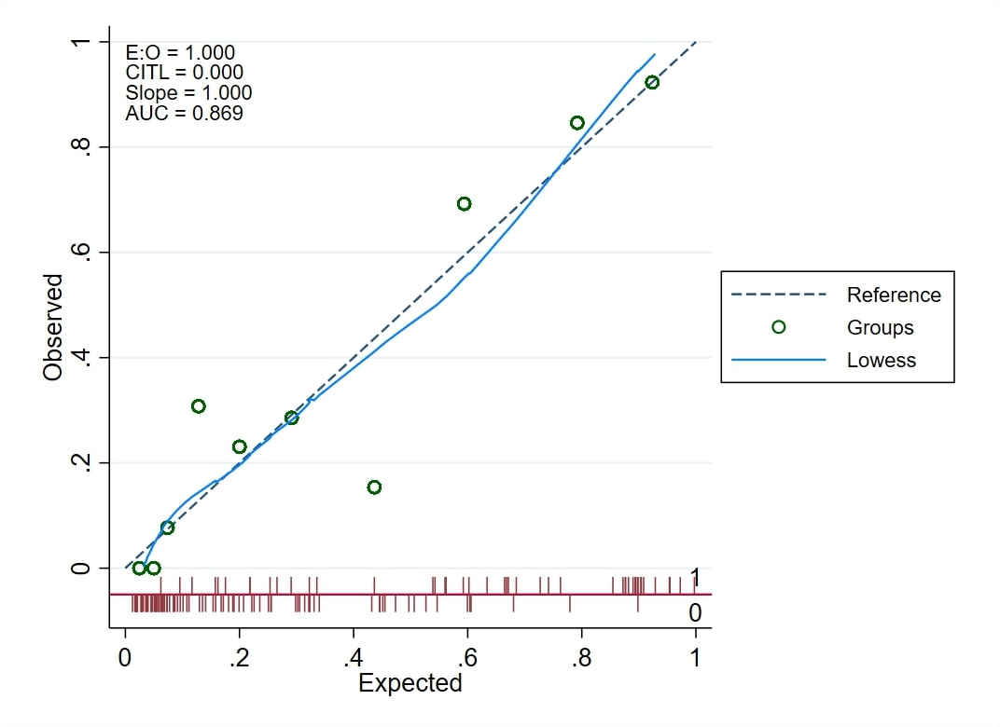 E:O = 1.000
CITL = 0.000
Slope = 1.000
AUC = 0.869
1
.8
.6
.4
.2
0
Observed
1
0
0 .2 .4 .6 .8 1
Expected
Reference
Groups
Lowess